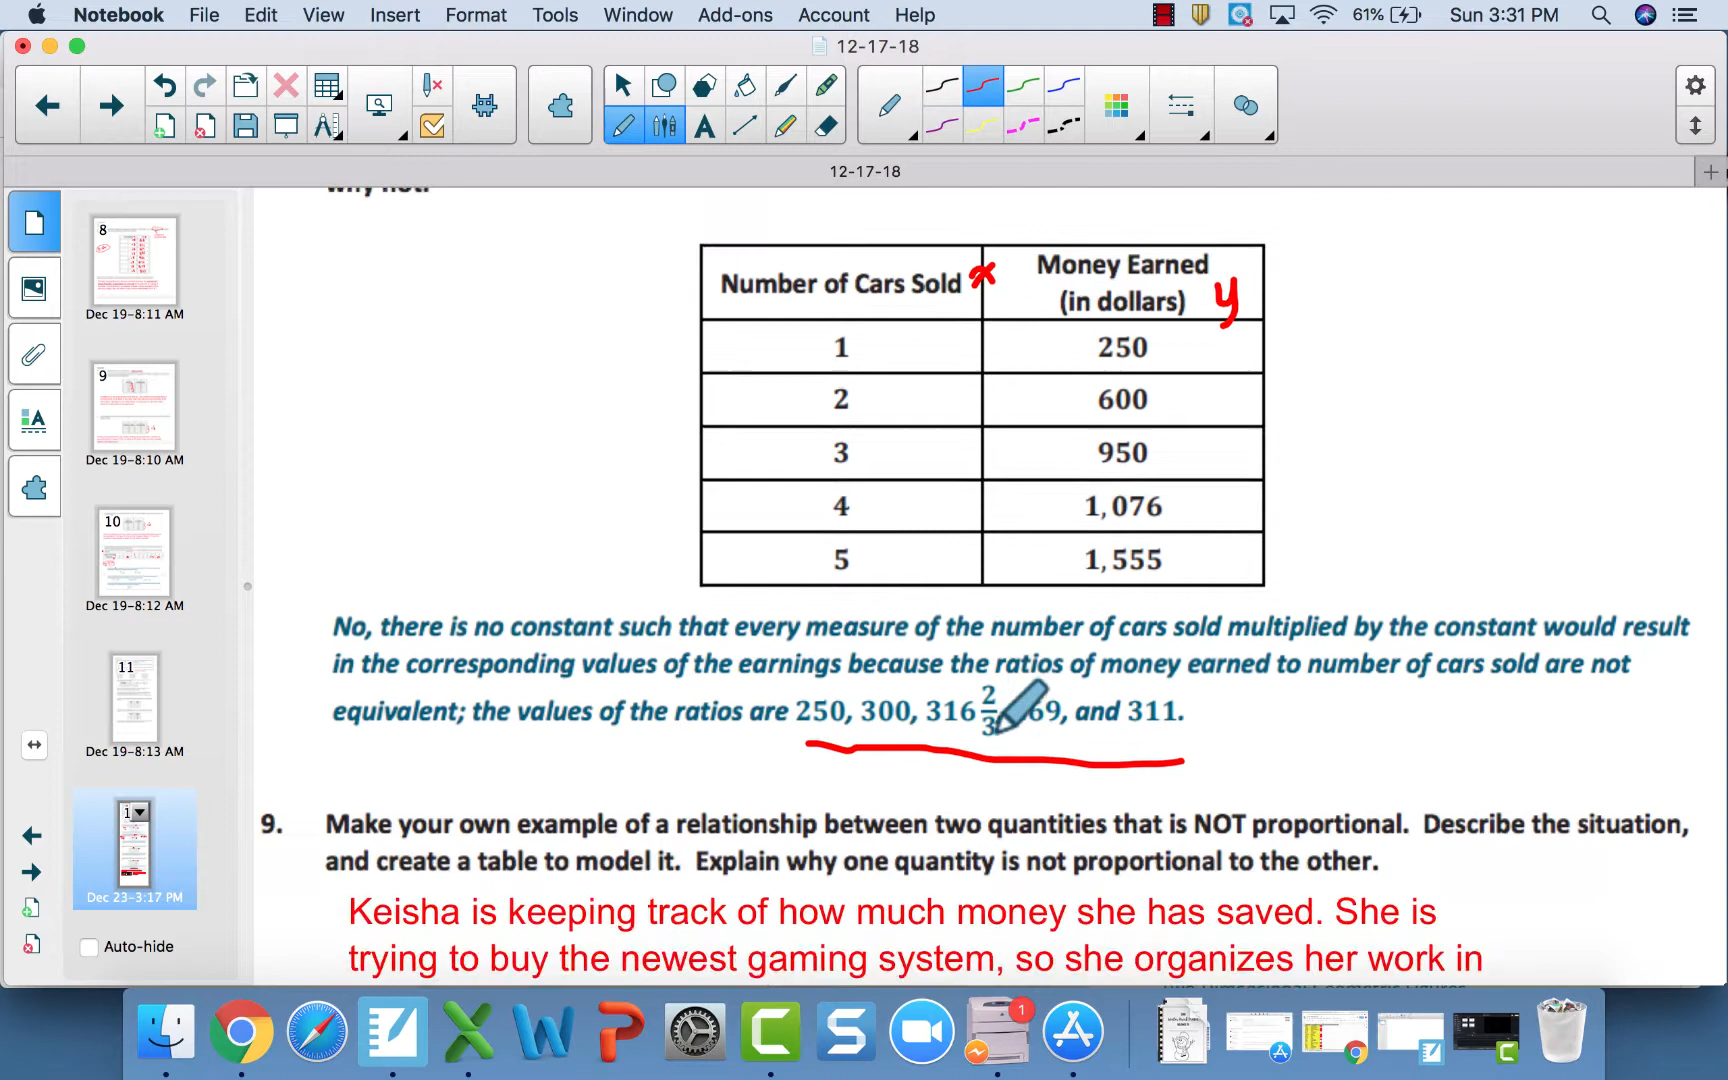 Notebook File Edit View Insert Format Tools Window Add-ons Account Help 61% Sun 3:31 PM
12-17-18
12-17-18
why not.
Number of Cars Sold x Money Earned (in dollars) y
1 250
2 600
3 950
4 1,076
5 1,555
No, there is no constant such that every measure of the number of cars sold multiplied by the constant would result
in the corresponding values of the earnings because the ratios of money earned to number of cars sold are not
equivalent; the values of the ratios are 250, 300, 316 2/3, 69, and 311.
9. Make your own example of a relationship between two quantities that is NOT proportional. Describe the situation,
and create a table to model it. Explain why one quantity is not proportional to the other.
Keisha is keeping track of how much money she has saved. She is
trying to buy the newest gaming system, so she organizes her work in
8
Dec 19-8:11 AM
9
Dec 19-8:10 AM
10
Dec 19-8:12 AM
11
Dec 19-8:13 AM
1
Dec 23-3:17 PM
Auto-hide
1